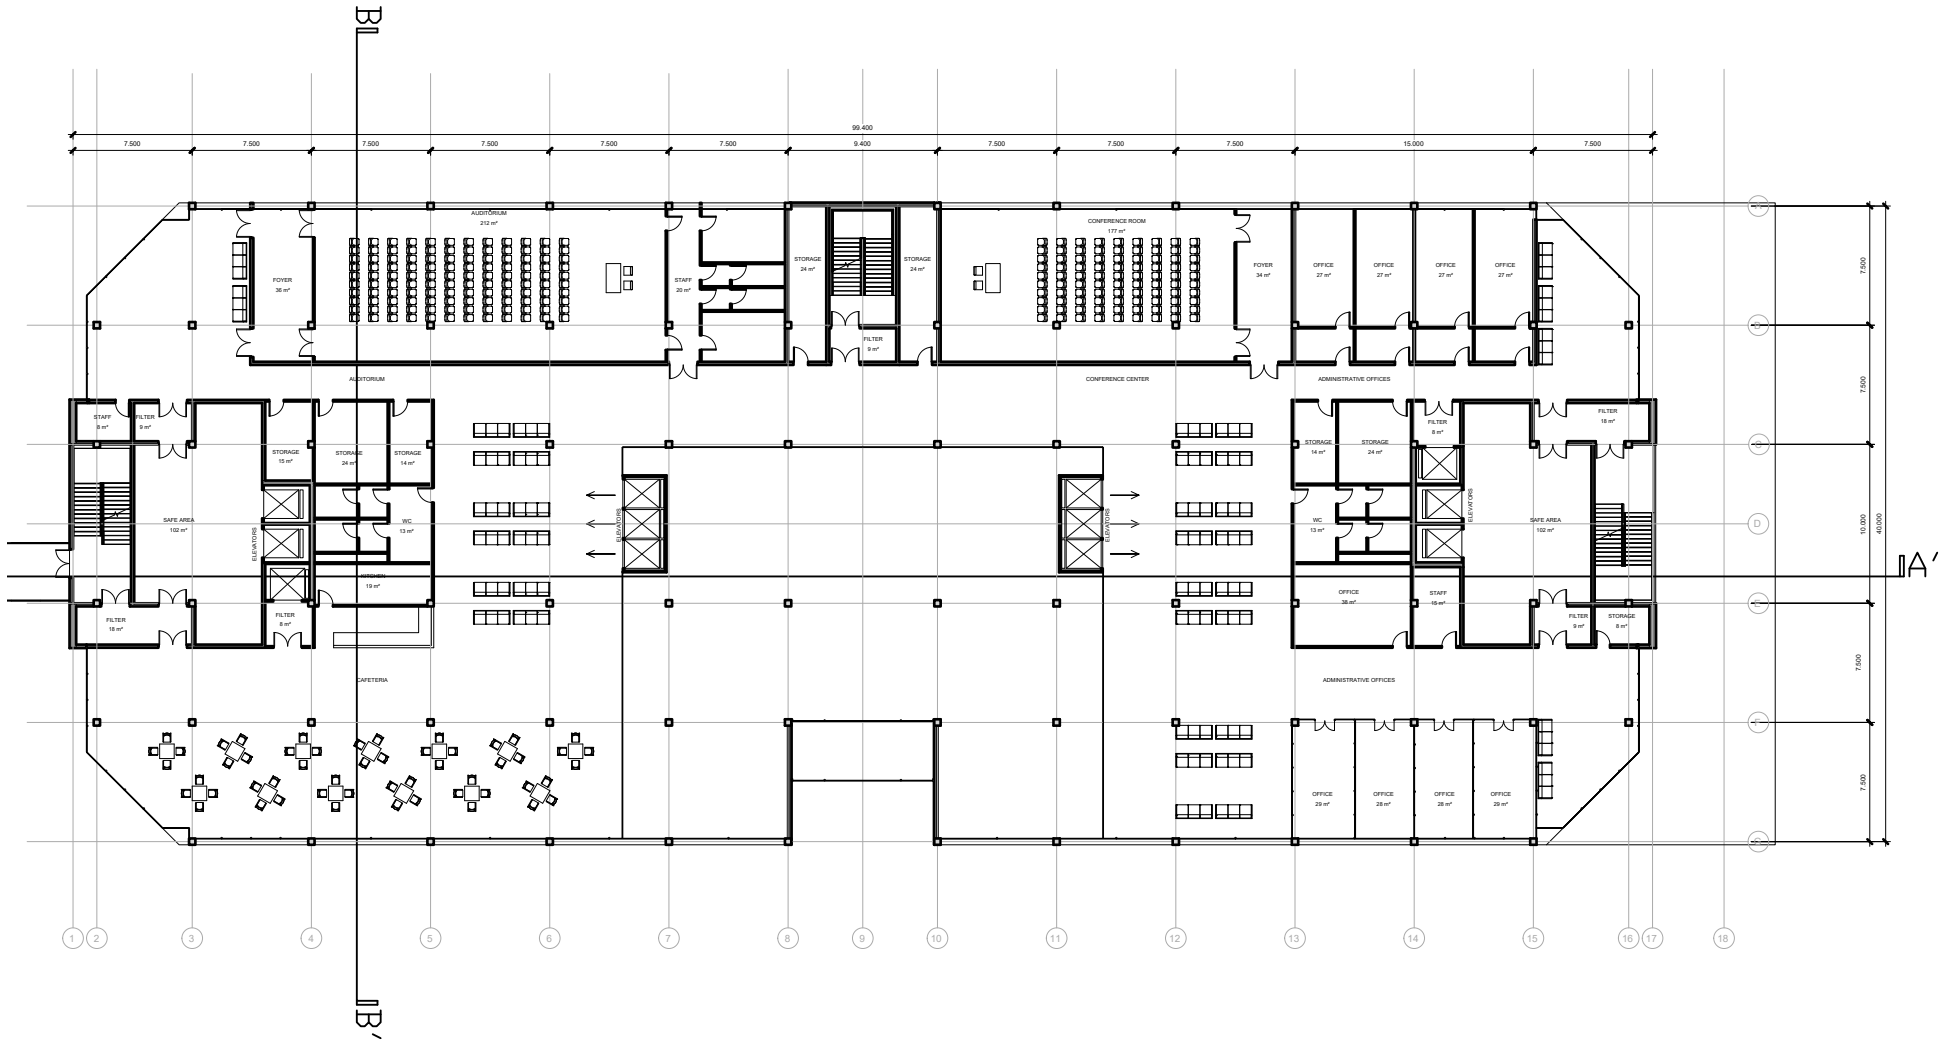 B
99.400
7.500 7.500 7.500 7.500 7.500 7.500 9.400 7.500 7.500 7.500 15.000 7.500
AUDITORIUM
212 m²
CONFERENCE ROOM
177 m²
A
FOYER
36 m²
STAFF
20 m²
STORAGE
24 m²
STORAGE
24 m²
FOYER
34 m²
OFFICE
27 m²
OFFICE
27 m²
OFFICE
27 m²
OFFICE
27 m²
7.500
B
FILTER
9 m²
AUDITORIUM
CONFERENCE CENTER
ADMINISTRATIVE OFFICES
7.500
STAFF
8 m²
FILTER
9 m²
FILTER
8 m²
FILTER
18 m²
C
STORAGE
15 m²
STORAGE
24 m²
STORAGE
14 m²
STORAGE
14 m²
STORAGE
24 m²
SAFE AREA
102 m²
ELEVATORS
WC
13 m²
ELEVATORS
ELEVATORS
WC
13 m²
ELEVATORS
SAFE AREA
102 m²
D
10.000
40.000
A'
KITCHEN
19 m²
OFFICE
38 m²
STAFF
15 m²
E
FILTER
18 m²
FILTER
8 m²
FILTER
9 m²
STORAGE
8 m²
7.500
CAFETERIA
ADMINISTRATIVE OFFICES
F
OFFICE
29 m²
OFFICE
28 m²
OFFICE
28 m²
OFFICE
29 m²
7.500
G
1 2 3 4 5 6 7 8 9 10 11 12 13 14 15 16 17 18
B'